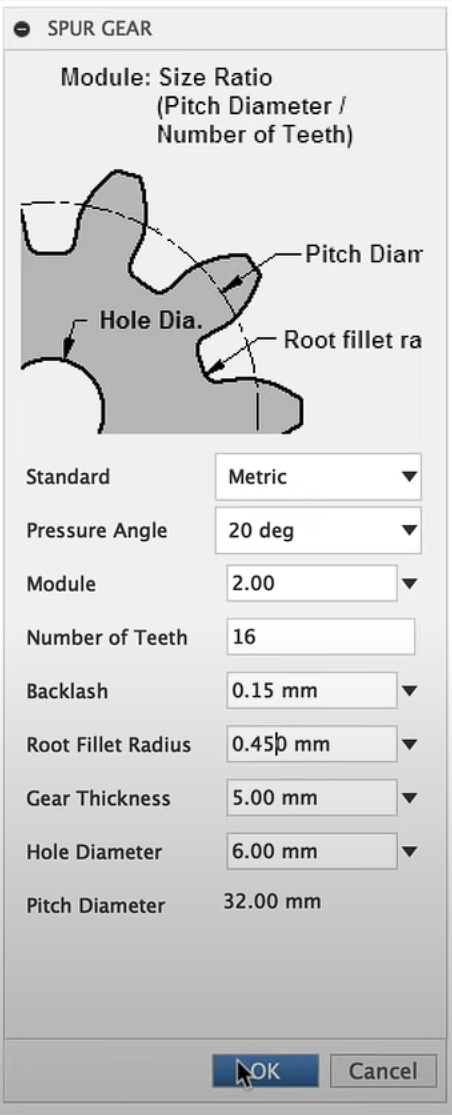 SPUR GEAR
Module: Size Ratio
(Pitch Diameter /
Number of Teeth)
Pitch Diam
Hole Dia.
Root fillet ra
Standard Metric
Pressure Angle 20 deg
Module 2.00
Number of Teeth 16
Backlash 0.15 mm
Root Fillet Radius 0.450 mm
Gear Thickness 5.00 mm
Hole Diameter 6.00 mm
Pitch Diameter 32.00 mm
OK Cancel